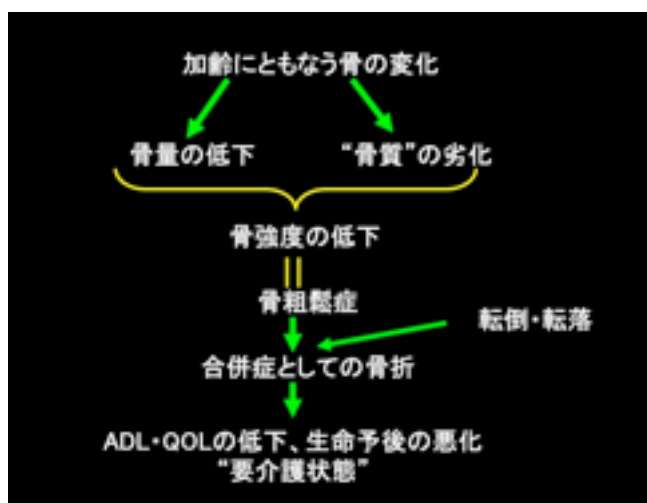 加齢にともなう骨の変化
骨量の低下
“骨質”の劣化
骨強度の低下
骨粗鬆症
転倒・転落
合併症としての骨折
ADL・QOLの低下、生命予後の悪化
“要介護状態”